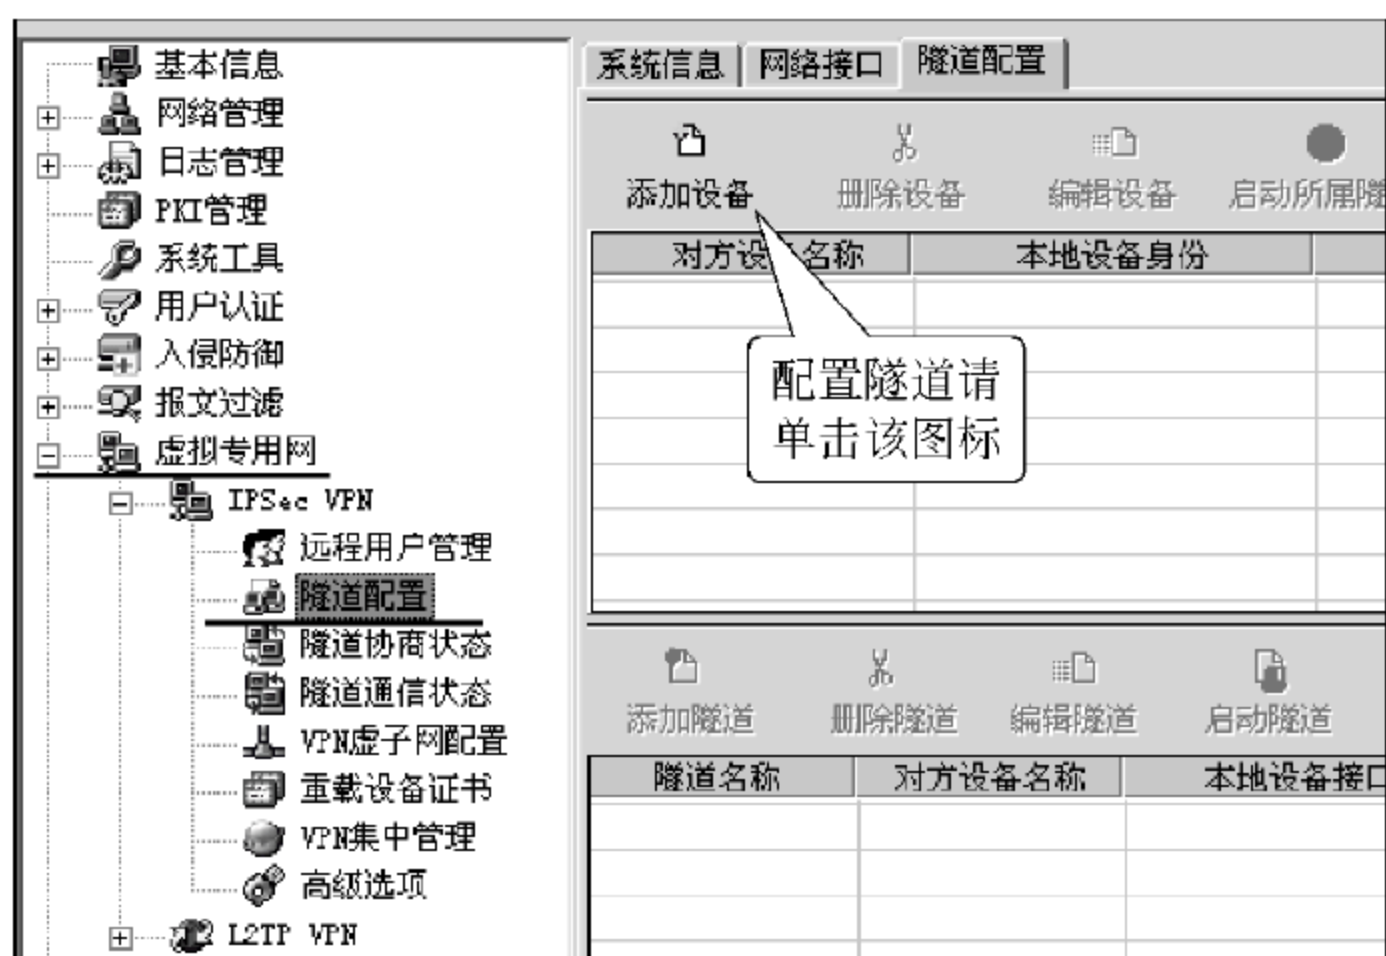 基本信息
网络管理
日志管理
PKI管理
系统工具
用户认证
入侵防御
报文过滤
虚拟专用网
IPSec VPN
远程用户管理
隧道配置
隧道协商状态
隧道通信状态
VPN虚子网配置
重载设备证书
VPN集中管理
高级选项
L2TP VPN
系统信息 网络接口 隧道配置
添加设备 删除设备 编辑设备 启动所属隧
对方设备名称 本地设备身份
配置隧道请
单击该图标
添加隧道 删除隧道 编辑隧道 启动隧道
隧道名称 对方设备名称 本地设备接口